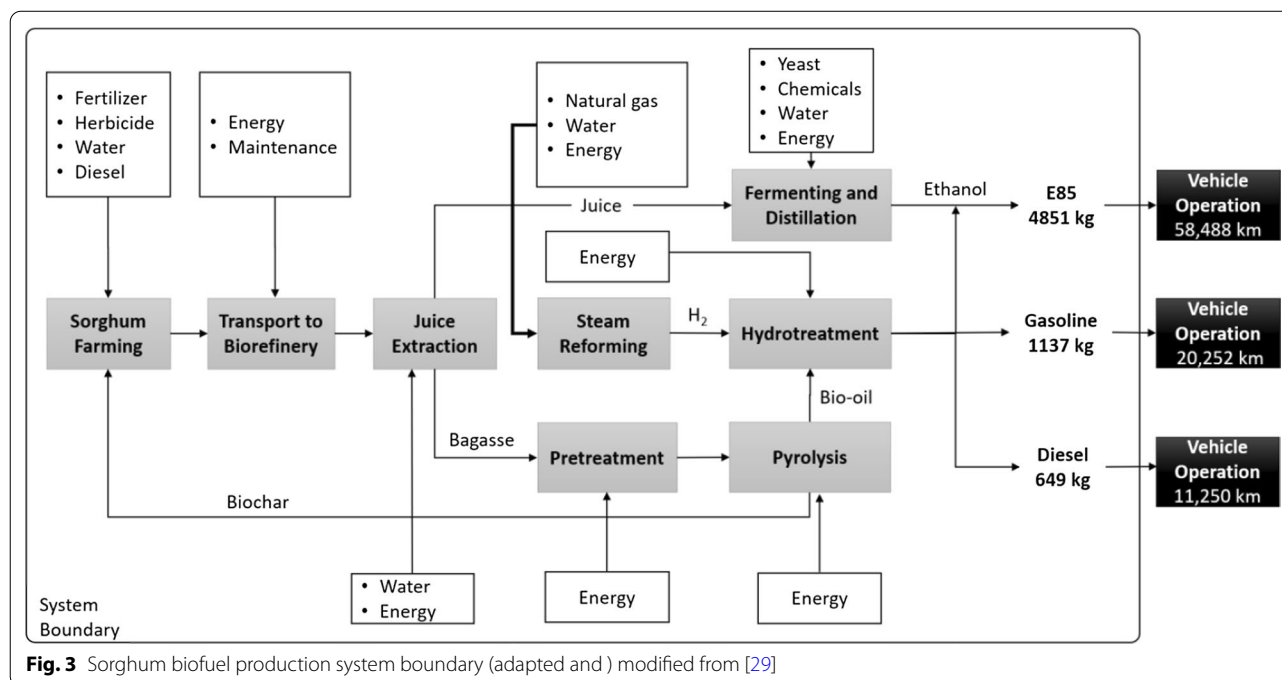 • Fertilizer
• Herbicide
• Water
• Diesel
• Energy
• Maintenance
• Natural gas
• Water
• Energy
• Yeast
• Chemicals
• Water
• Energy
Juice
Fermenting and
Distillation
Ethanol
E85
4851 kg
Vehicle
Operation
58,488 km
Energy
Sorghum
Farming
Transport to
Biorefinery
Juice
Extraction
Steam
Reforming
H2
Hydrotreatment
Gasoline
1137 kg
Vehicle
Operation
20,252 km
Bio-oil
Bagasse
Pretreatment
Pyrolysis
Diesel
649 kg
Vehicle
Operation
11,250 km
Biochar
• Water
• Energy
Energy
Energy
System
Boundary
Fig. 3 Sorghum biofuel production system boundary (adapted and ) modified from [29]